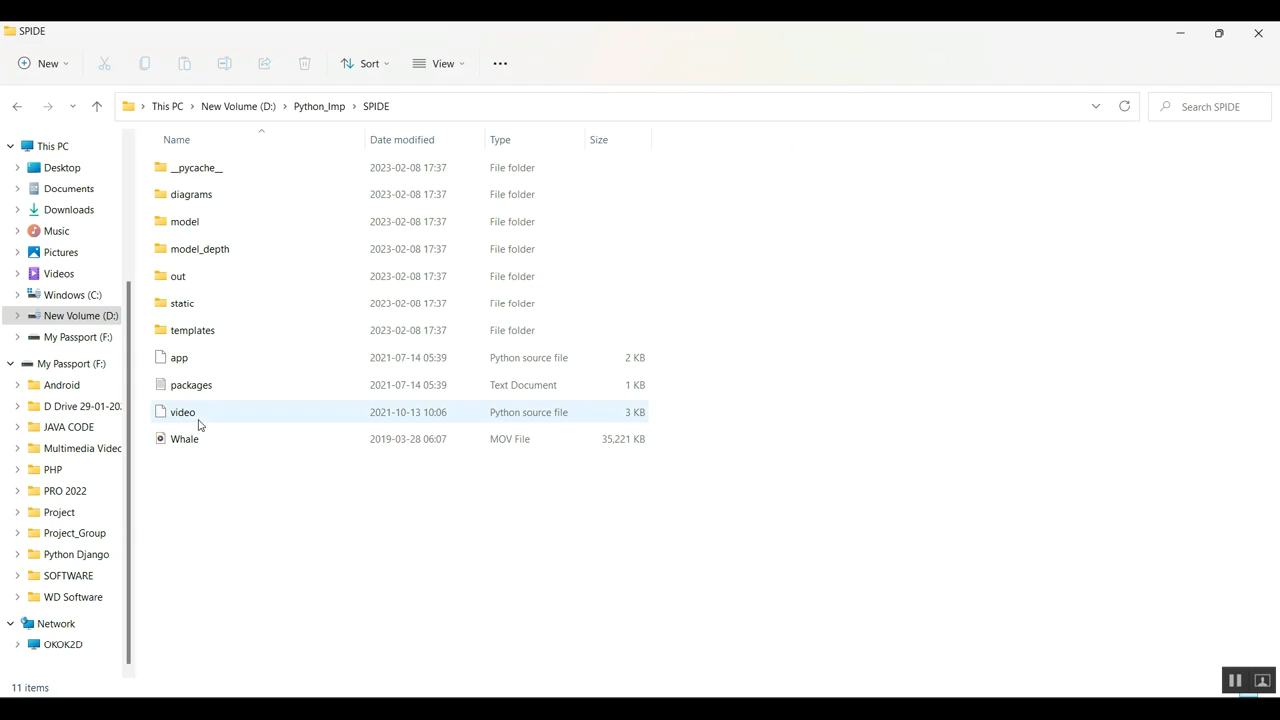 SPIDE
New
Sort
View
This PC > New Volume (D:) > Python_Imp > SPIDE
Search SPIDE
Name Date modified Type Size
This PC
Desktop
Documents
Downloads
Music
Pictures
Videos
Windows (C:)
New Volume (D:)
My Passport (F:)
My Passport (F:)
Android
D Drive 29-01-20
JAVA CODE
Multimedia Videc
PHP
PRO 2022
Project
Project_Group
Python Django
SOFTWARE
WD Software
Network
OKOK2D
__pycache__ 2023-02-08 17:37 File folder
diagrams 2023-02-08 17:37 File folder
model 2023-02-08 17:37 File folder
model_depth 2023-02-08 17:37 File folder
out 2023-02-08 17:37 File folder
static 2023-02-08 17:37 File folder
templates 2023-02-08 17:37 File folder
app 2021-07-14 05:39 Python source file 2 KB
packages 2021-07-14 05:39 Text Document 1 KB
video 2021-10-13 10:06 Python source file 3 KB
Whale 2019-03-28 06:07 MOV File 35,221 KB
11 items